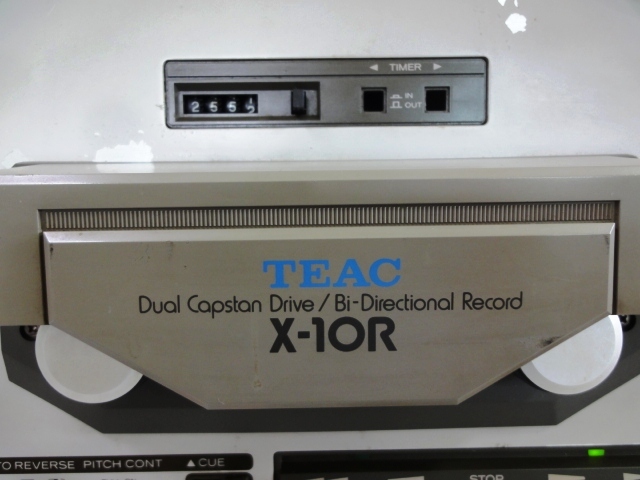 ◄ TIMER ►
IN
OUT
TEAC
Dual Capstan Drive / Bi-Directional Record
X-10R
TO REVERSE PITCH CONT ▲ CUE
STOP